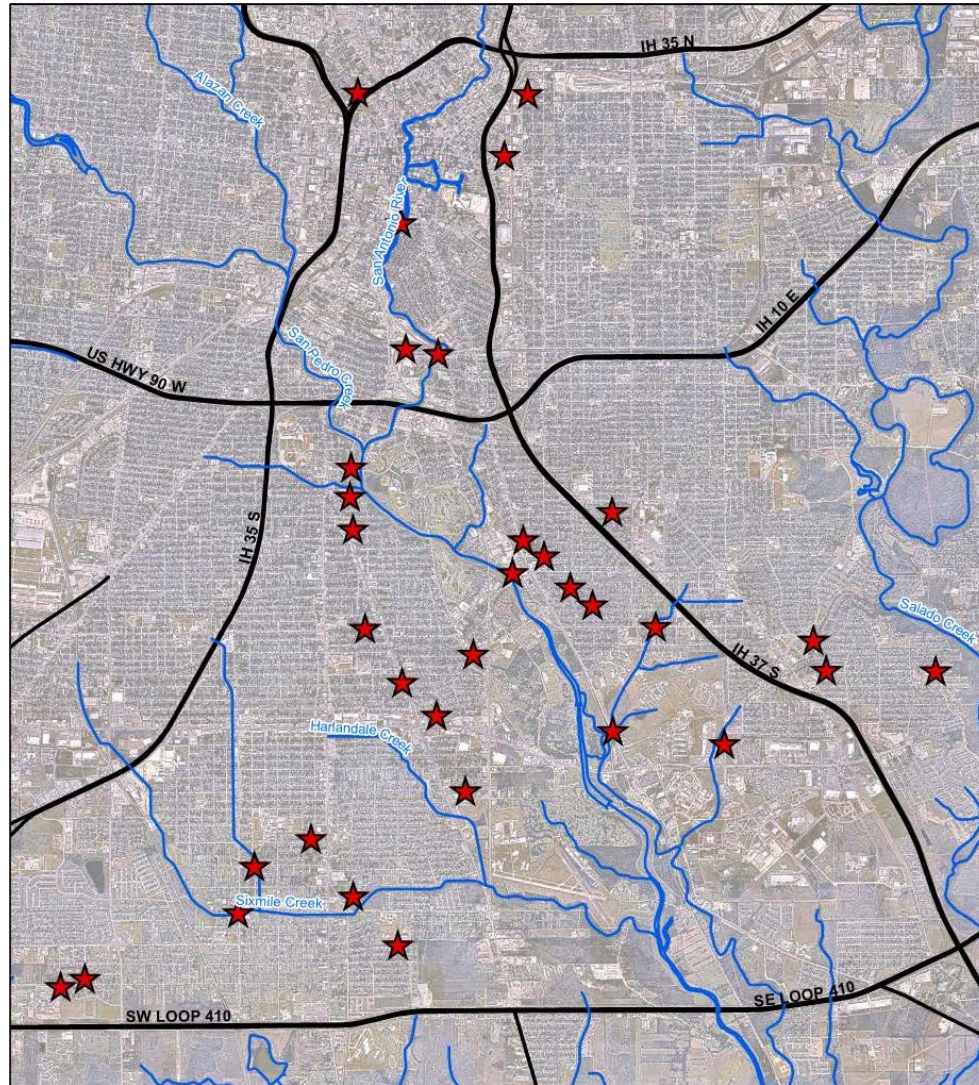 IH 35 N
Alazan Creek
San Antonio River
IH 10 E
San Pedro Creek
US HWY 90 W
IH 35 S
Salado Creek
IH 37 S
Harlandale Creek
Sixmile Creek
SE LOOP 410
SW LOOP 410